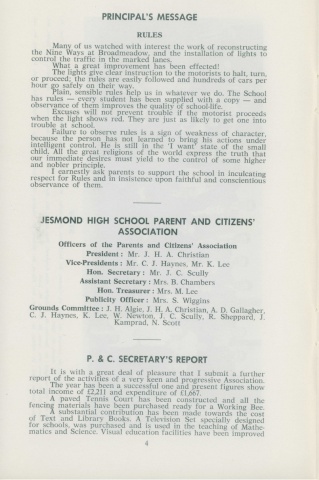 PRINCIPAL'S MESSAGE
RULES
Many of us watched with interest the work of reconstructing
the Nine Ways at Broadmeadow, and the installation of lights to
control the traffic in the marked lanes.
What a great improvement has been effected!
The lights give clear instruction to the motorists to halt, turn,
or proceed; the rules are easily followed and hundreds of cars per
hour go safely on their way.
Plain, sensible rules help us in whatever we do. The School
has rules — every student has been supplied with a copy — and
observance of them improves the quality of school-life.
Excuses will not prevent trouble if the motorist proceeds
when the light shows red. They are just as likely to get one into
trouble at school.
Failure to observe rules is a sign of weakness of character,
because the person has not learned to bring his actions under
intelligent control. He is still in the 'I want' state of the small
child. All the great religions of the world express the truth that
our immediate desires must yield to the control of some higher
and nobler principle.
I earnestly ask parents to support the school in inculcating
respect for Rules and in insistence upon faithful and conscientious
observance of them.
JESMOND HIGH SCHOOL PARENT AND CITIZENS'
ASSOCIATION
Officers of the Parents and Citizens' Association
President: Mr. J. H. A. Christian
Vice-Presidents: Mr. C. J. Haynes, Mr. K. Lee
Hon. Secretary: Mr. J. C. Scully
Assistant Secretary: Mrs. B. Chambers
Hon. Treasurer: Mrs. M. Lee
Publicity Officer: Mrs. S. Wiggins
Grounds Committee: J. H. Algie, J. H. A. Christian, A. D. Gallagher,
C. J. Haynes, K. Lee, W. Newton, J. C. Scully, R. Sheppard, J.
Kamprad, N. Scott
P. & C. SECRETARY'S REPORT
It is with a great deal of pleasure that I submit a further
report of the activities of a very keen and progressive Association.
The year has been a successful one and present figures show
total income of £2,211 and expenditure of £1,667.
A paved Tennis Court has been constructed and all the
fencing materials have been purchased ready for a Working Bee.
A substantial contribution has been made towards the cost
of Text and Library Books. A Television Set specially designed
for schools, was purchased and is used in the teaching of Mathe-
matics and Science. Visual education facilities have been improved
4